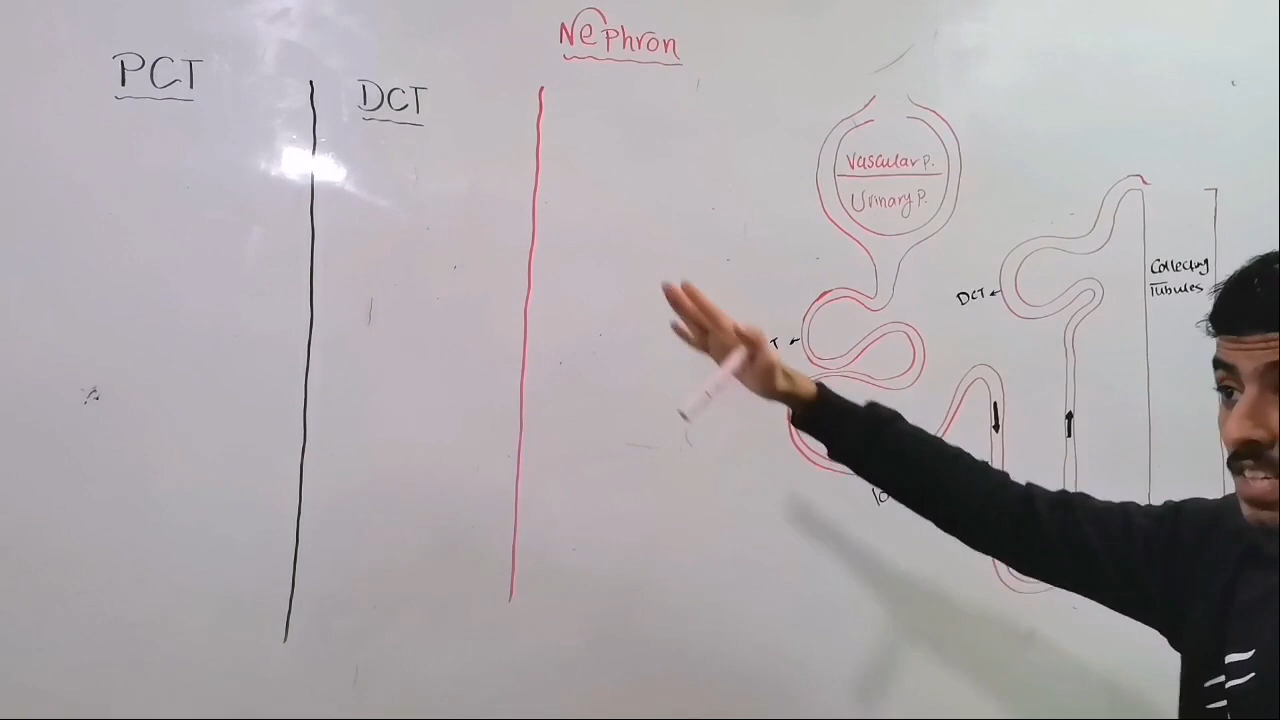 Nephron
PCT
DCT
Vascular P.
Urinary P.
Collecting
Tubules
DCT